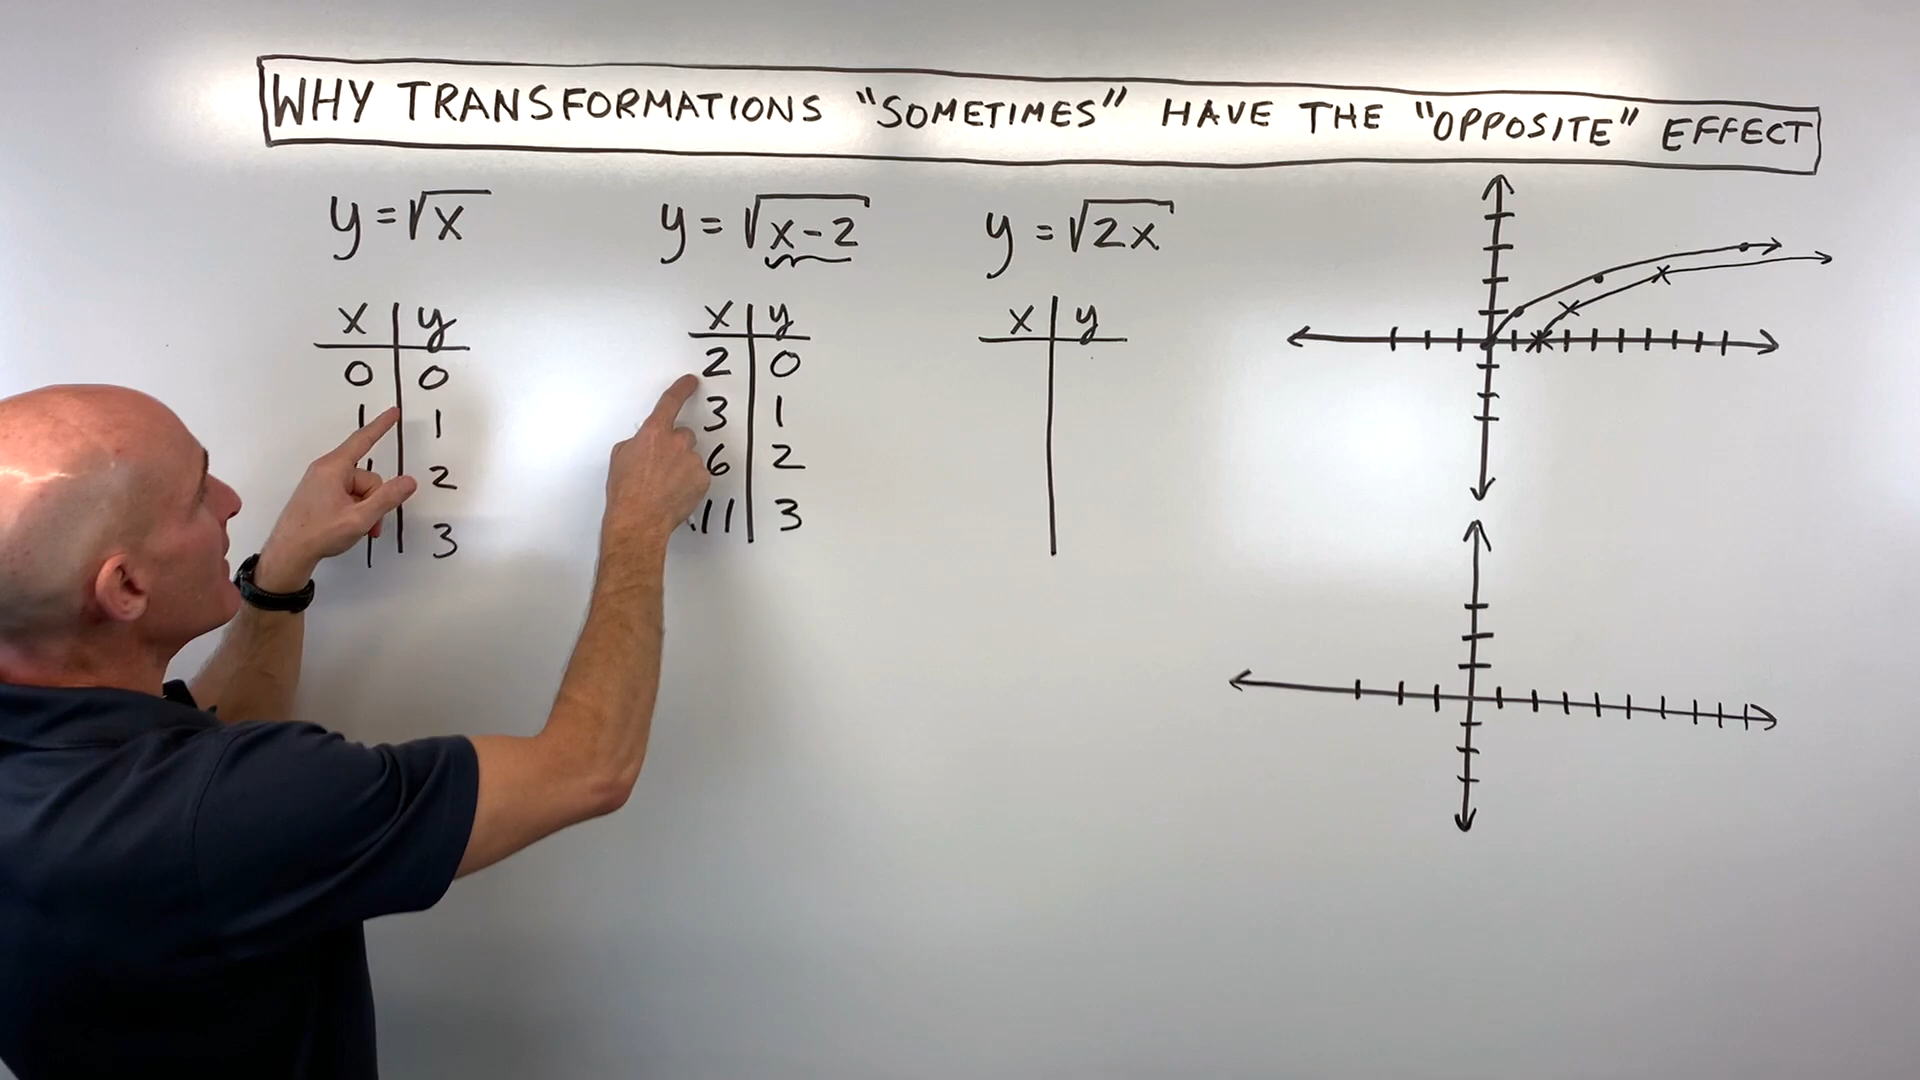 WHY TRANSFORMATIONS "SOMETIMES" HAVE THE "OPPOSITE" EFFECT
y=√x
x y
0 0
1 1
2
3
y=√x-2
x y
2 0
3 1
6 2
11 3
y=√2x
x y